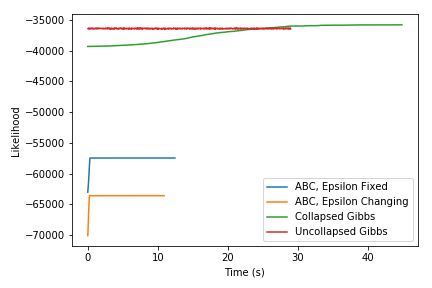 −35000
−40000
−45000
−50000
−55000
−60000
−65000
−70000
Likelihood
ABC, Epsilon Fixed
ABC, Epsilon Changing
Collapsed Gibbs
Uncollapsed Gibbs
0 10 20 30 40
Time (s)